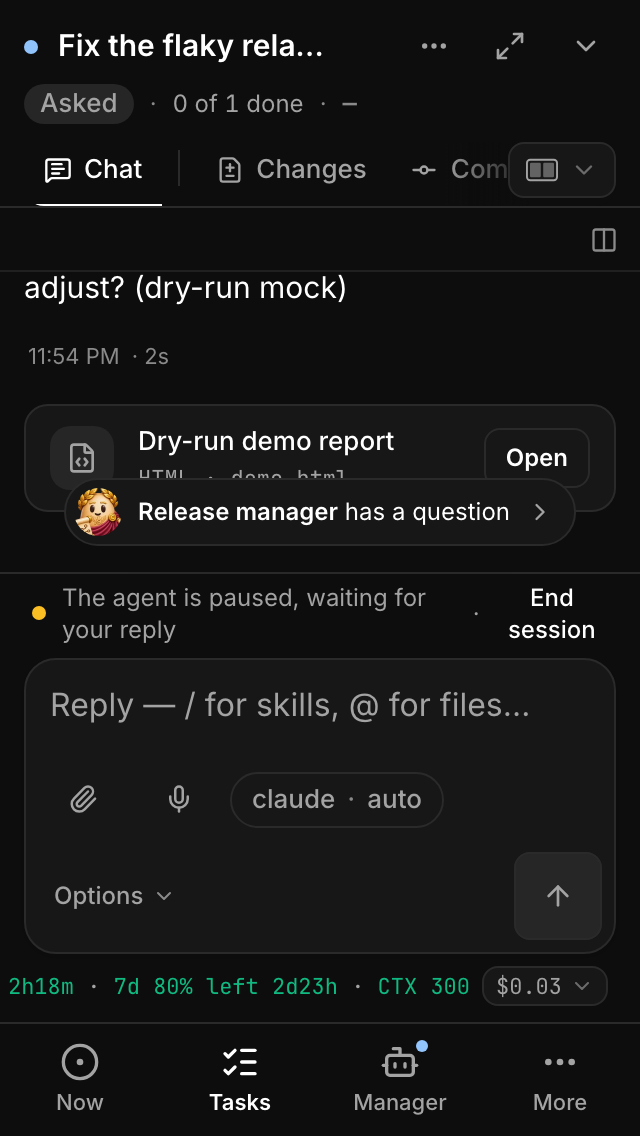 Fix the flaky rela...
Asked · 0 of 1 done · –
Chat
Changes
Com
adjust? (dry-run mock)
11:54 PM · 2s
Dry-run demo report
HTML · demo.html
Open
Release manager has a question
The agent is paused, waiting for your reply
·
End session
Reply — / for skills, @ for files...
claude · auto
Options
2h18m · 7d 80% left 2d23h · CTX 300
$0.03
Now
Tasks
Manager
More